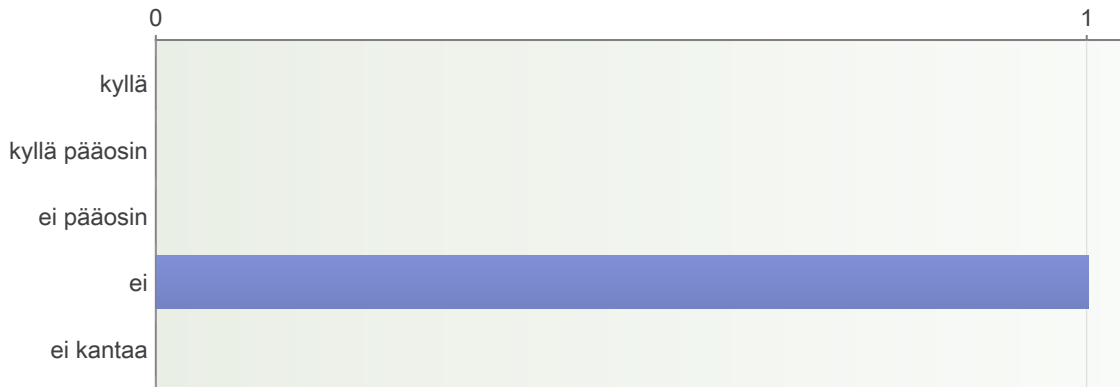 0 1
kyllä
kyllä pääosin
ei pääosin
ei
ei kantaa